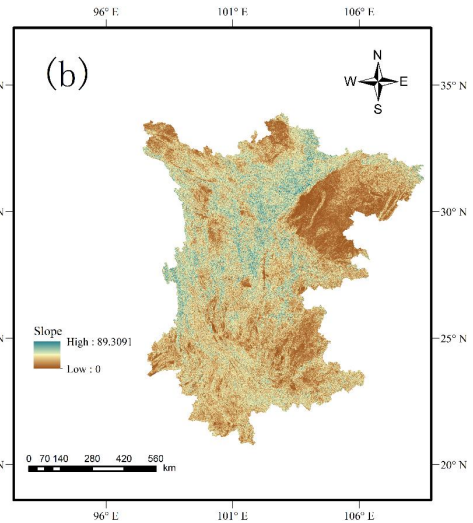 96° E 101° E 106° E
(b)
N
W E
S
35° N
30° N
25° N
20° N
Slope
High : 89.3091
Low : 0
0 70 140 280 420 560
km
96° E 101° E 106° E